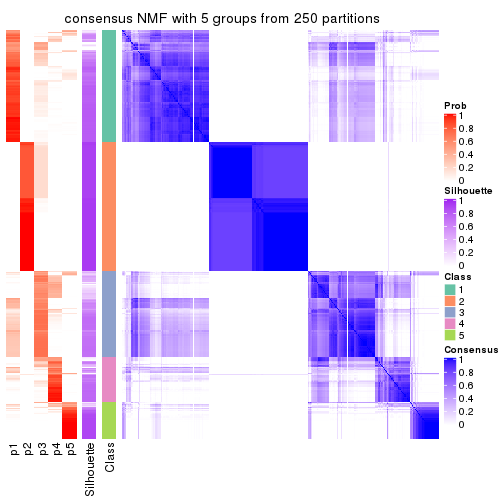 consensus NMF with 5 groups from 250 partitions
Prob
1
0.8
0.6
0.4
0.2
0
Silhouette
1
0.8
0.6
0.4
0.2
0
Class
1
2
3
4
5
Consensus
1
0.8
0.6
0.4
0.2
0
p1
p2
p3
p4
p5
Silhouette
Class